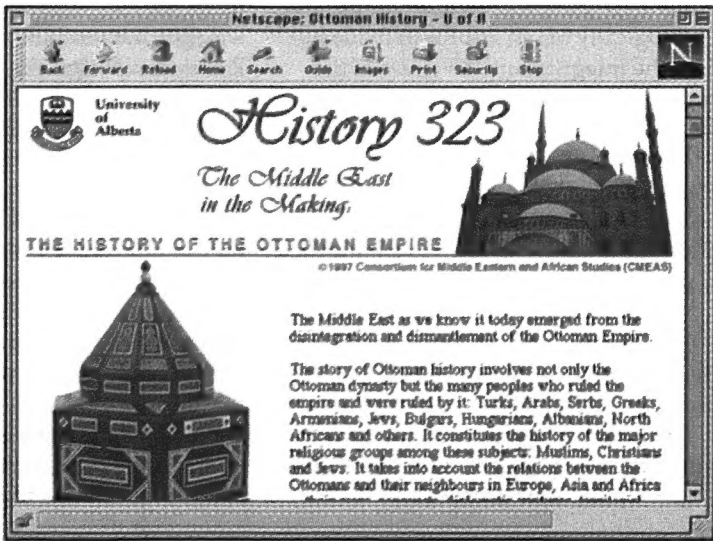 Netscape: Ottoman History - U of A
Back Forward Reload Home Search Guide Images Print Security Stop
N
University
of
Alberta
History 323
The Middle East
in the Making:
THE HISTORY OF THE OTTOMAN EMPIRE
©1997 Consortium for Middle Eastern and African Studies (CMEAS)
The Middle East as we know it today emerged from the
disintegration and dismantlement of the Ottoman Empire.
The story of Ottoman history involves not only the
Ottoman dynasty but the many peoples who ruled the
empire and were ruled by it: Turks, Arabs, Serbs, Greeks,
Armenians, Jews, Bulgars, Hungarians, Albanians, North
Africans and others. It constitutes the history of the major
religious groups among these subjects: Muslims, Christians
and Jews. It takes into account the relations between the
Ottomans and their neighbours in Europe, Asia and Africa